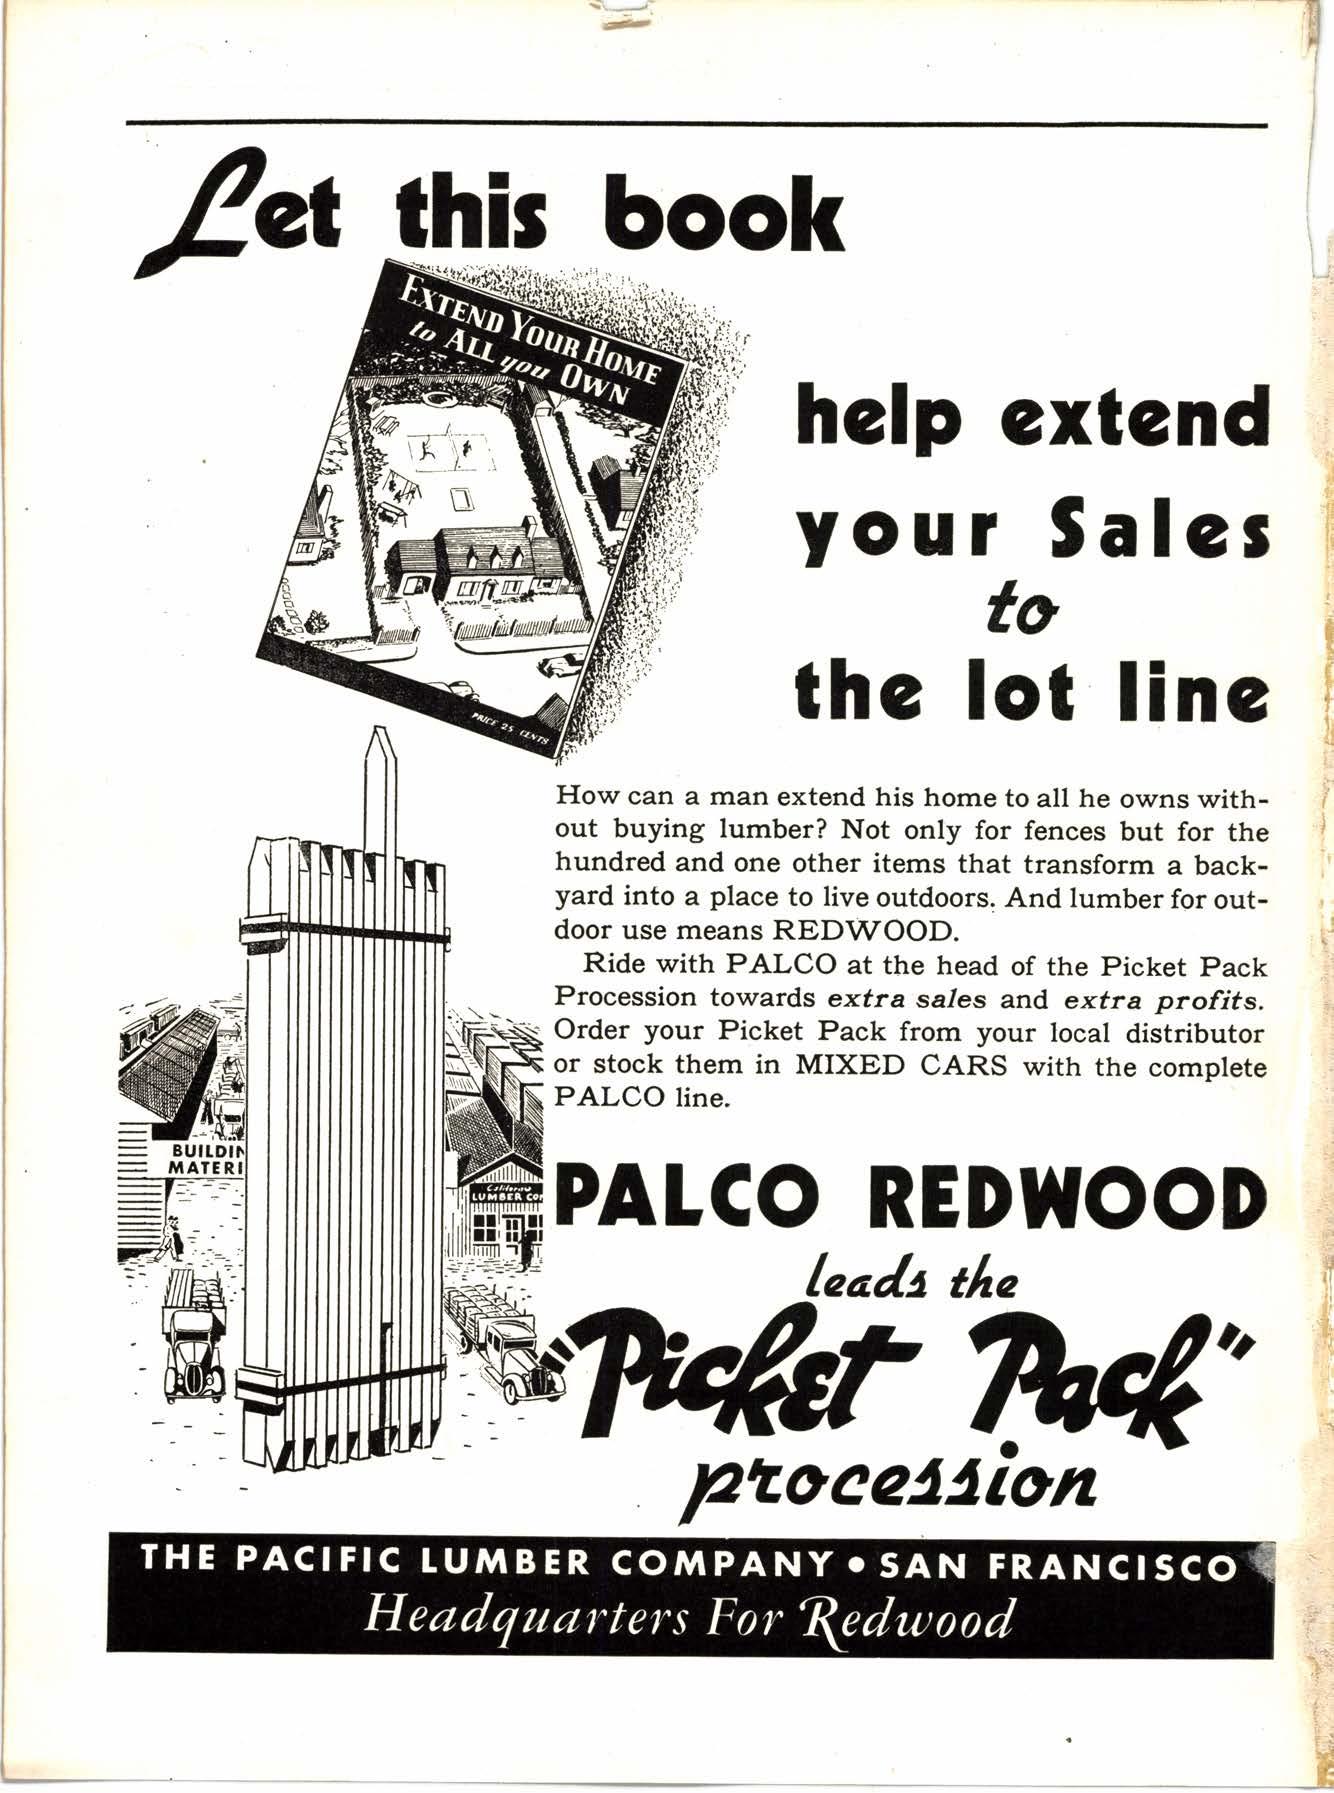 Let this book
EXTEND YOUR HOME
to ALL you OWN
PRICE 25 CENTS
help extend
your Sales
to
the lot line
How can a man extend his home to all he owns with-
out buying lumber? Not only for fences but for the
hundred and one other items that transform a back-
yard into a place to live outdoors. And lumber for out-
door use means REDWOOD.
Ride with PALCO at the head of the Picket Pack
Procession towards extra sales and extra profits.
Order your Picket Pack from your local distributor
or stock them in MIXED CARS with the complete
PALCO line.
BUILDIN
MATERI
California
LUMBER CO
PALCO REDWOOD
leads the
"Picket Pack"
procession
THE PACIFIC LUMBER COMPANY • SAN FRANCISCO
Headquarters For Redwood